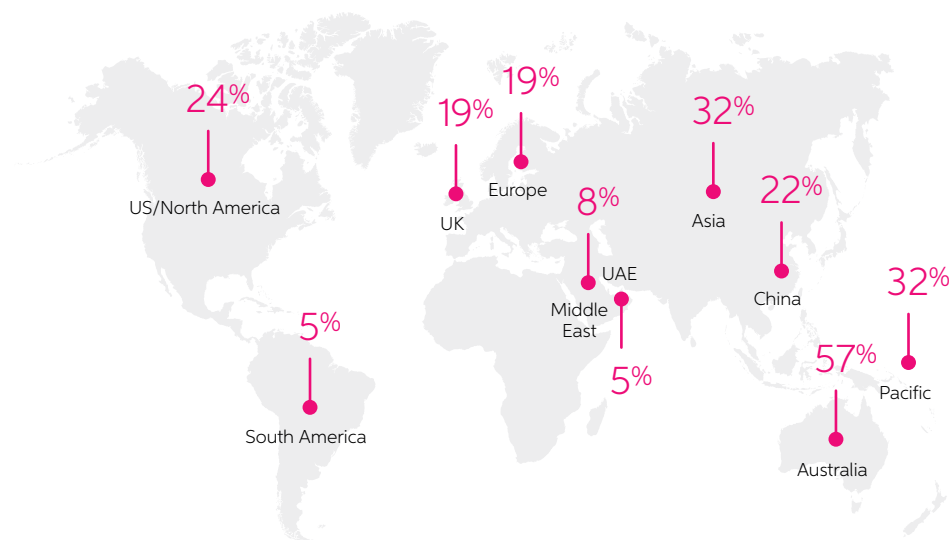 24%
US/North America
19%
UK
19%
Europe
8%
Middle
East
UAE
5%
32%
Asia
22%
China
32%
Pacific
57%
Australia
5%
South America